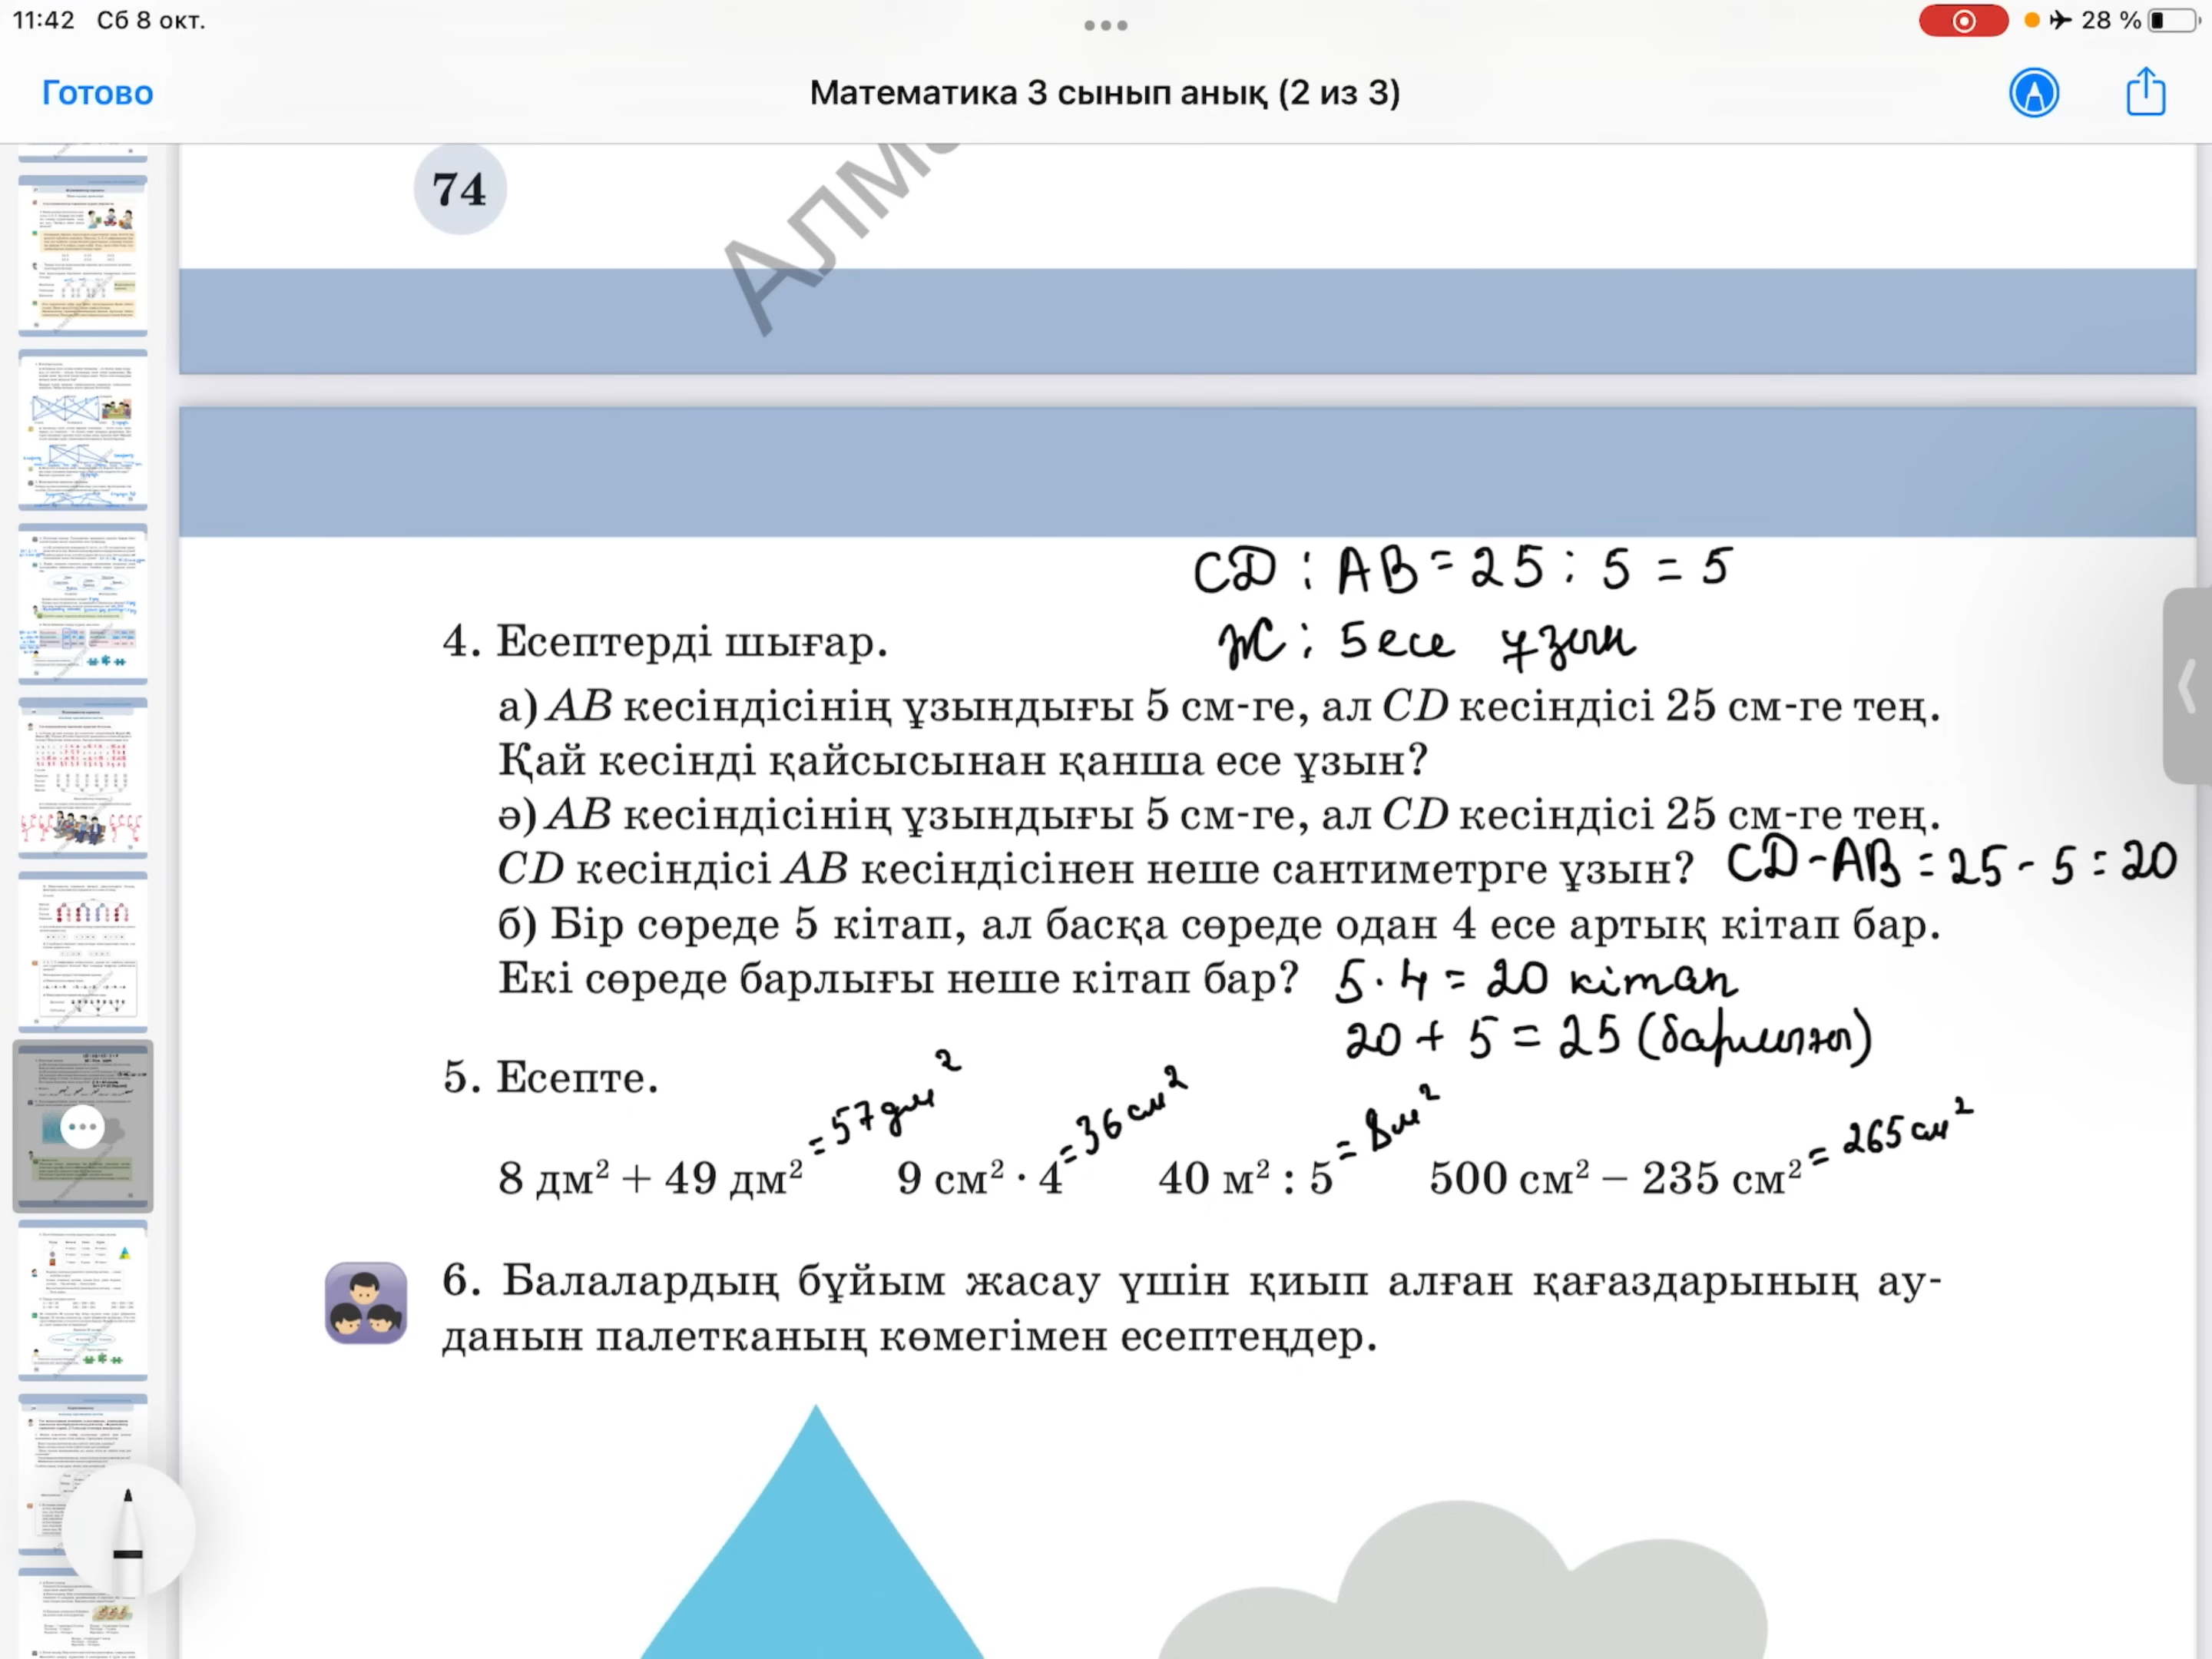 11:42 Сб 8 окт.
28 %
Готово
Математика 3 сынып анық (2 из 3)
74
Алм
CD : AB = 25 : 5 = 5
4. Есептерді шығар.
Ж : 5 есе ұзын
а) AB кесіндісінің ұзындығы 5 см-ге, ал CD кесіндісі 25 см-ге тең.
Қай кесінді қайсысынан қанша есе ұзын?
ә) AB кесіндісінің ұзындығы 5 см-ге, ал CD кесіндісі 25 см-ге тең.
CD кесіндісі AB кесіндісінен неше сантиметрге ұзын? CD - AB = 25 - 5 = 20
б) Бір сөреде 5 кітап, ал басқа сөреде одан 4 есе артық кітап бар.
Екі сөреде барлығы неше кітап бар? 5 · 4 = 20 кітап
20 + 5 = 25 (барлығы)
5. Есепте.
8 дм² + 49 дм² = 57 дм² 9 см² · 4 = 36 см² 40 м² : 5 = 8 м² 500 см² – 235 см² = 265 см²
6. Балалардың бұйым жасау үшін қиып алған қағаздарының ау-
данын палетканың көмегімен есептеңдер.